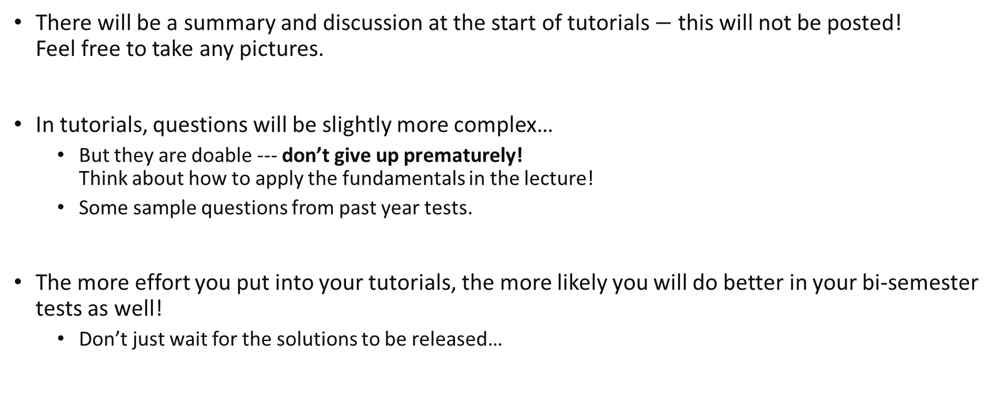 • There will be a summary and discussion at the start of tutorials – this will not be posted!
Feel free to take any pictures.
• In tutorials, questions will be slightly more complex…
• But they are doable --- don’t give up prematurely!
Think about how to apply the fundamentals in the lecture!
• Some sample questions from past year tests.
• The more effort you put into your tutorials, the more likely you will do better in your bi-semester
tests as well!
• Don’t just wait for the solutions to be released…